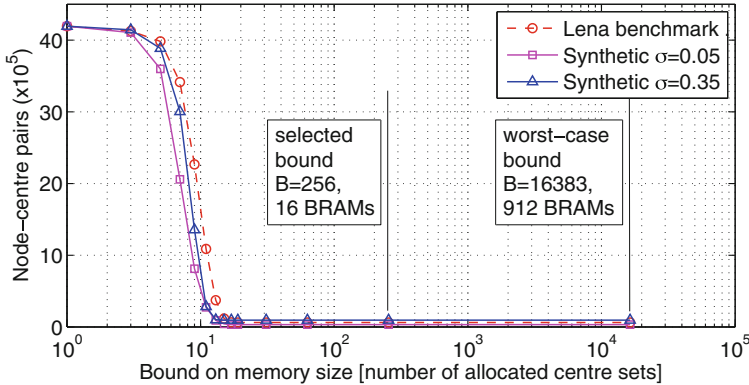 Node−centre pairs (x10⁵)
40
30
20
10
0
Lena benchmark
Synthetic σ=0.05
Synthetic σ=0.35
selected
bound
B=256,
16 BRAMs
worst−case
bound
B=16383,
912 BRAMs
10⁰
10¹
10²
10³
10⁴
10⁵
Bound on memory size [number of allocated centre sets]